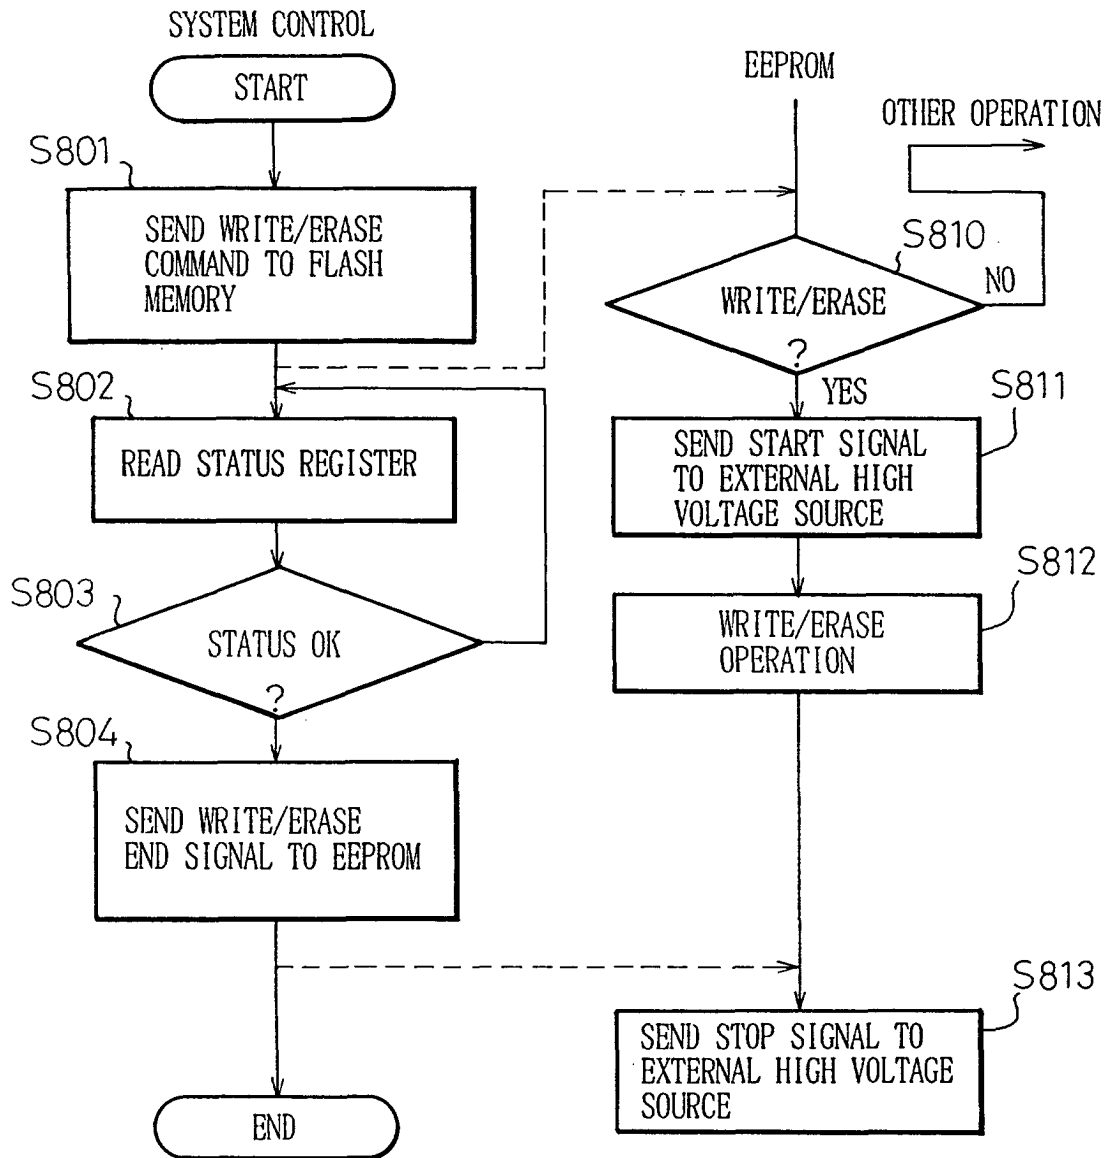 SYSTEM CONTROL
START
S801
SEND WRITE/ERASE
COMMAND TO FLASH
MEMORY
S802
READ STATUS REGISTER
S803
STATUS OK
?
S804
SEND WRITE/ERASE
END SIGNAL TO EEPROM
END
EEPROM
OTHER OPERATION
S810
WRITE/ERASE
?
NO
YES
S811
SEND START SIGNAL
TO EXTERNAL HIGH
VOLTAGE SOURCE
S812
WRITE/ERASE
OPERATION
S813
SEND STOP SIGNAL TO
EXTERNAL HIGH VOLTAGE
SOURCE